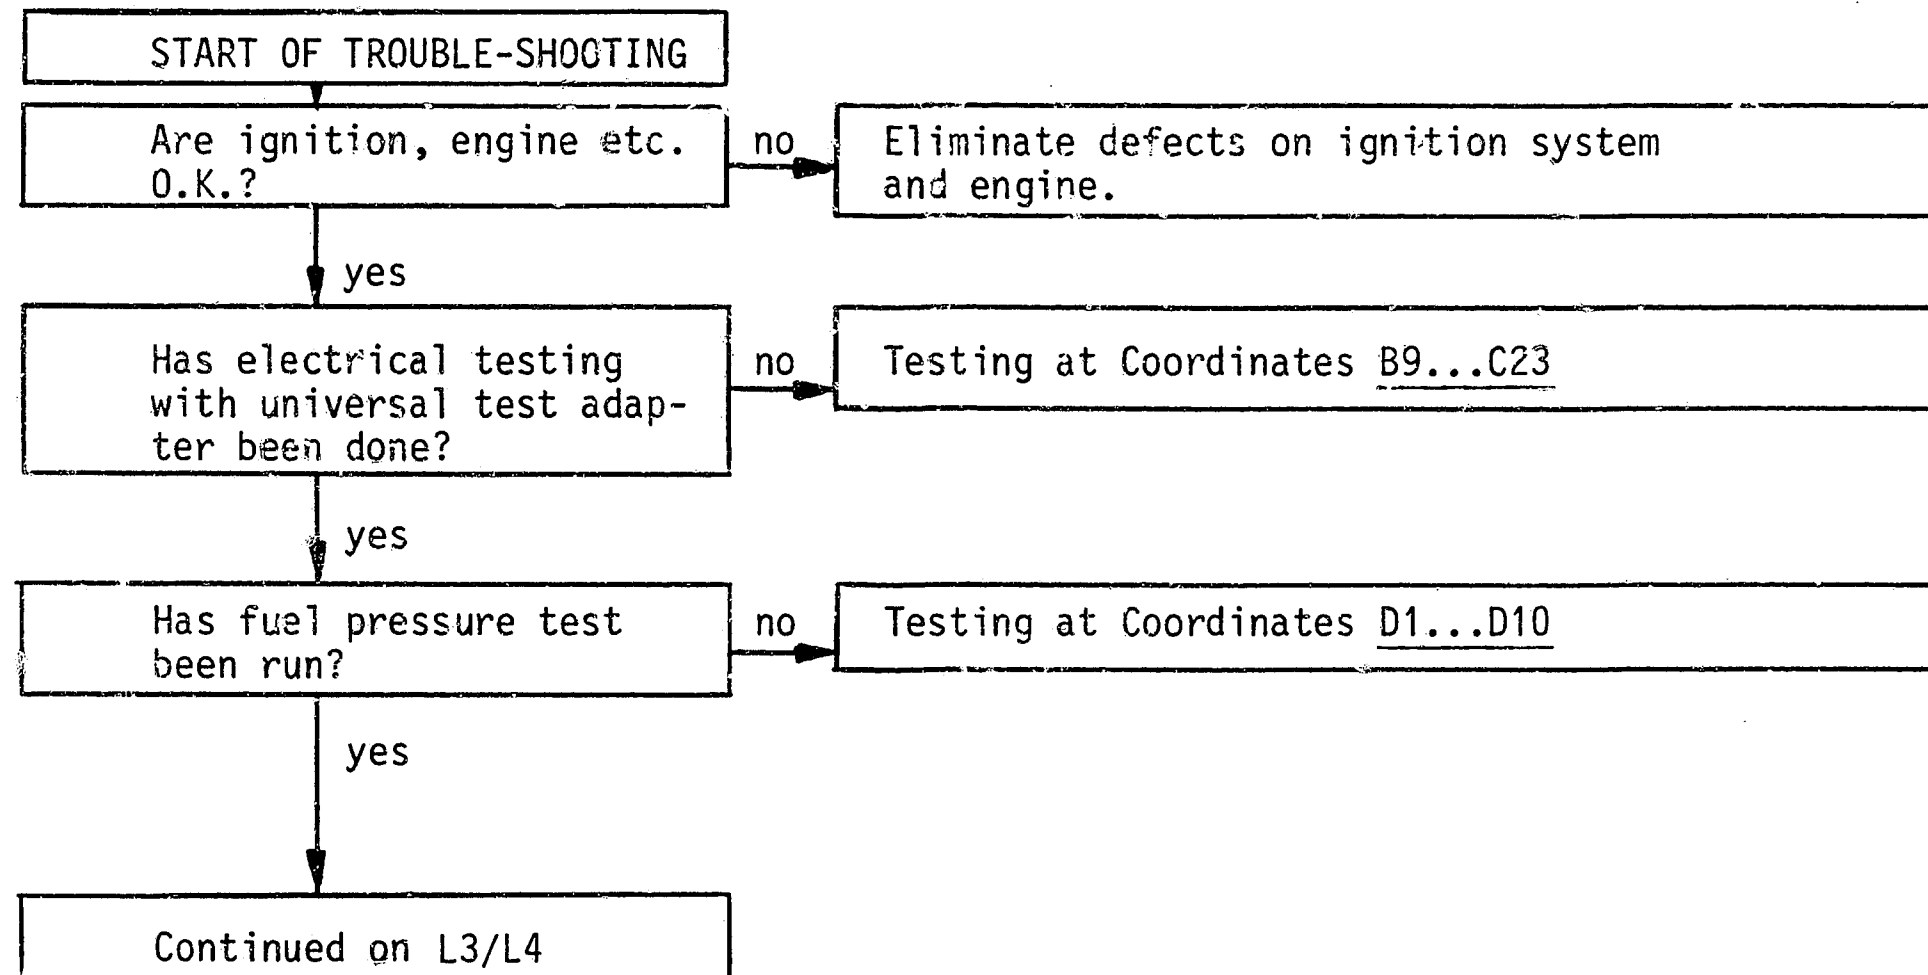 START OF TROUBLE-SHOOTING
Are ignition, engine etc.
O.K.?
no
Eliminate defects on ignition system
and engine.
yes
Has electrical testing
with universal test adap-
ter been done?
no
Testing at Coordinates B9...C23
yes
Has fuel pressure test
been run?
no
Testing at Coordinates D1...D10
yes
Continued on L3/L4